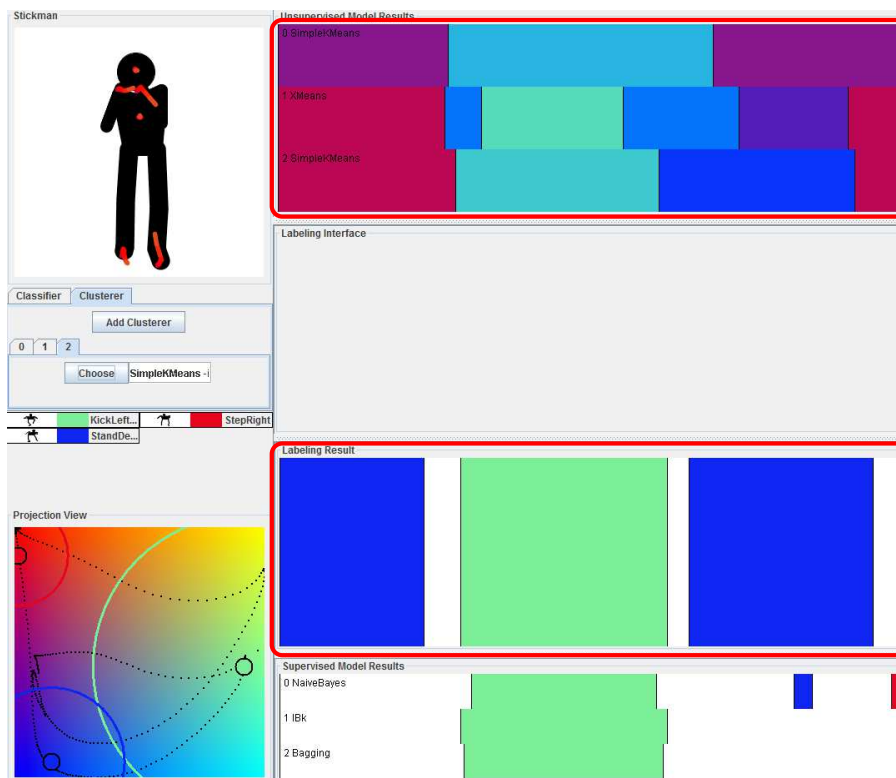 Stickman
Unsupervised Model Results
0 SimpleKMeans
1 XMeans
2 SimpleKMeans
Labeling Interface
Classifier Clusterer
Add Clusterer
0 1 2
Choose SimpleKMeans -i
KickLeft... StepRight
StandDe...
Labeling Result
Projection View
Supervised Model Results
0 NaiveBayes
1 IBk
2 Bagging